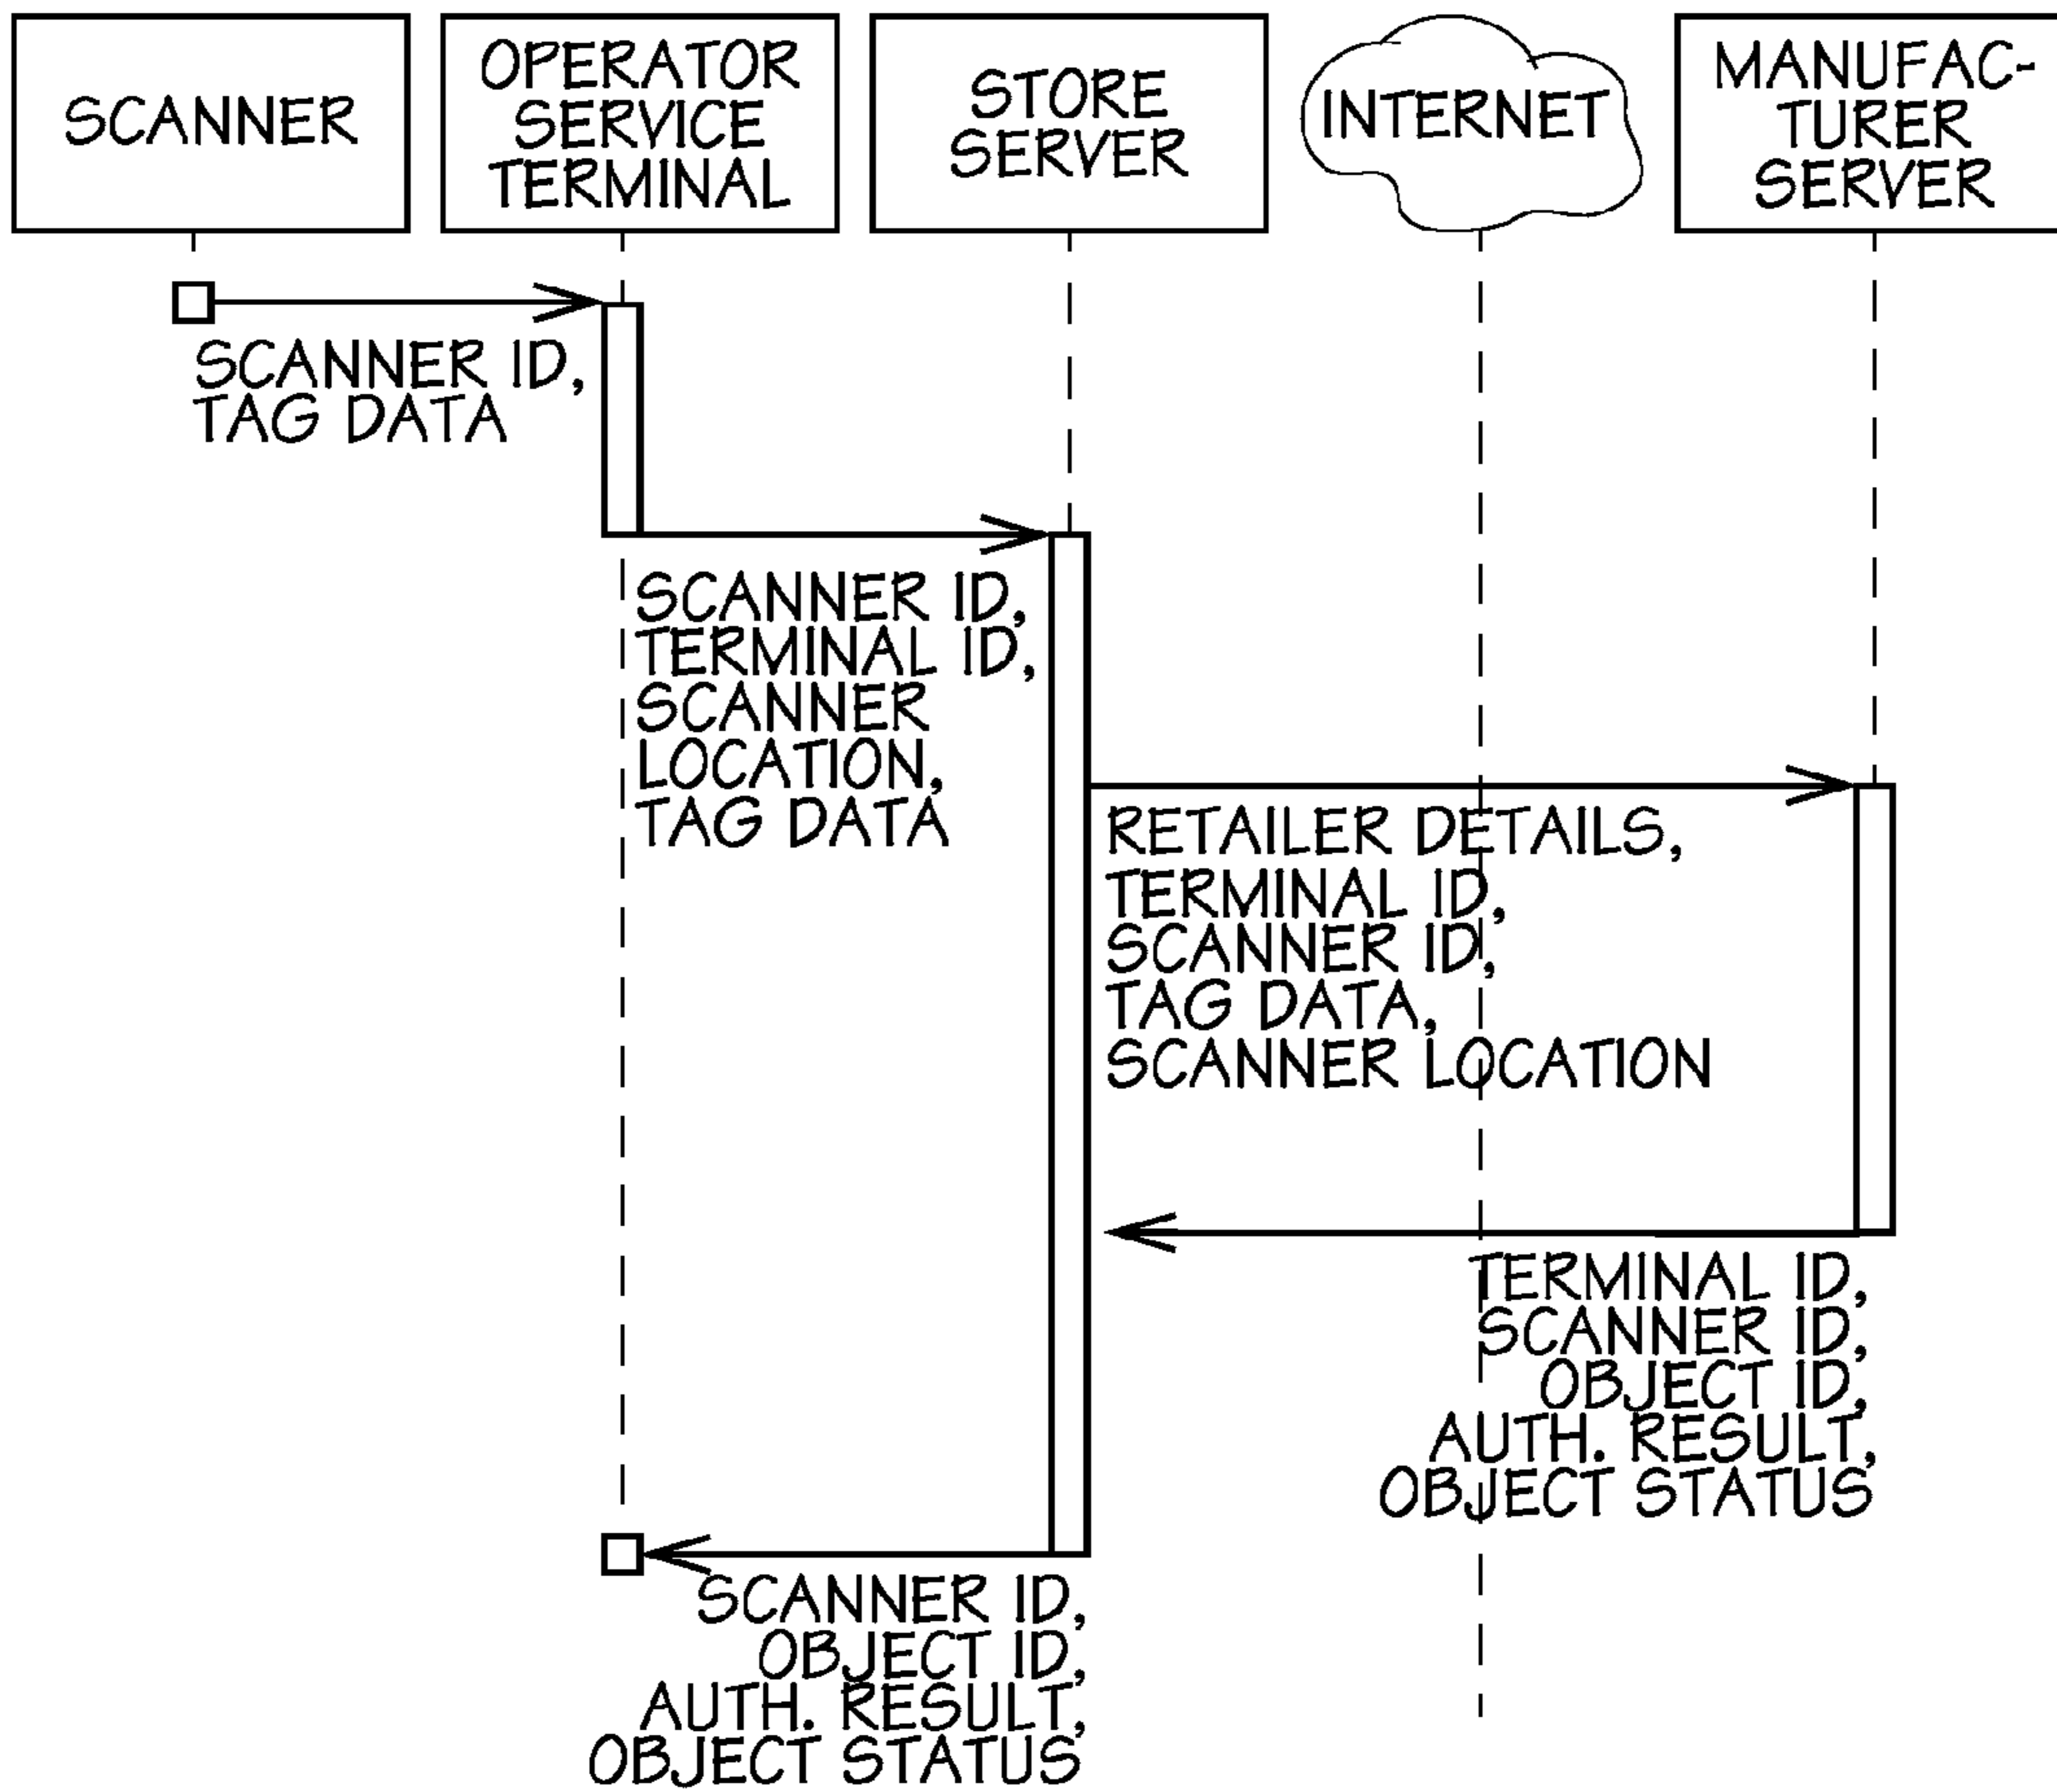 SCANNER
OPERATOR
SERVICE
TERMINAL
STORE
SERVER
INTERNET
MANUFAC-
TURER
SERVER
SCANNER ID,
TAG DATA
SCANNER ID,
TERMINAL ID,
SCANNER
LOCATION,
TAG DATA
RETAILER DETAILS,
TERMINAL ID,
SCANNER ID,
TAG DATA,
SCANNER LOCATION
TERMINAL ID,
SCANNER ID,
OBJECT ID,
AUTH. RESULT,
OBJECT STATUS
SCANNER ID,
OBJECT ID,
AUTH. RESULT,
OBJECT STATUS